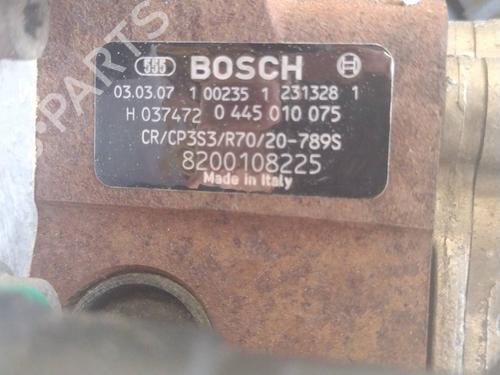 555 BOSCH
03.03.07 1 00235 1 231328 1
H 037472 0 445 010 075
CR/CP3S3/R70/20-789S
8200108225
Made in Italy
PARTS